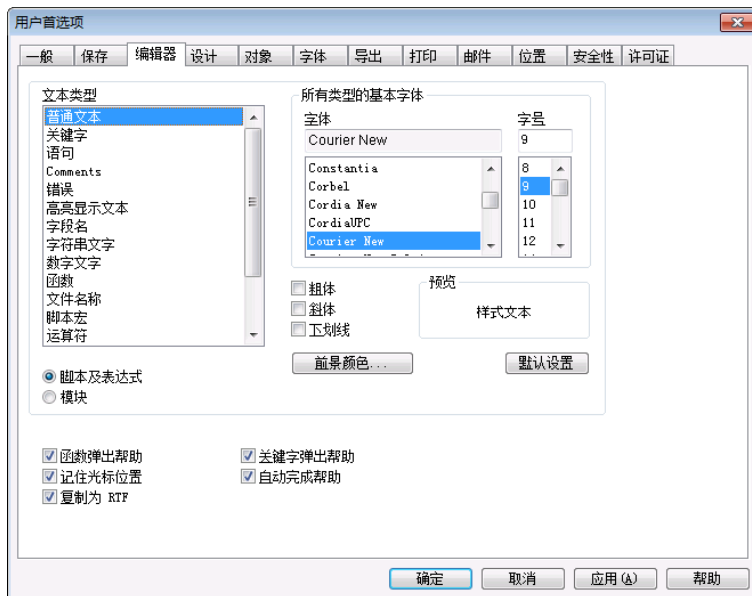 用户首选项
一般 保存 编辑器 设计 对象 字体 导出 打印 邮件 位置 安全性 许可证
文本类型
普通文本
关键字
语句
Comments
错误
高亮显示文本
字段名
字符串文字
数字文字
函数
文件名称
脚本宏
运算符
脚本及表达式
模块
所有类型的基本字体
字体
Courier New
Constantia
Corbel
Cordia New
CordiaUPC
Courier New
字号
9
8
9
10
11
12
粗体
斜体
下划线
预览
样式文本
前景颜色...
默认设置
函数弹出帮助
关键字弹出帮助
记住光标位置
自动完成帮助
复制为 RTF
确定 取消 应用(A) 帮助